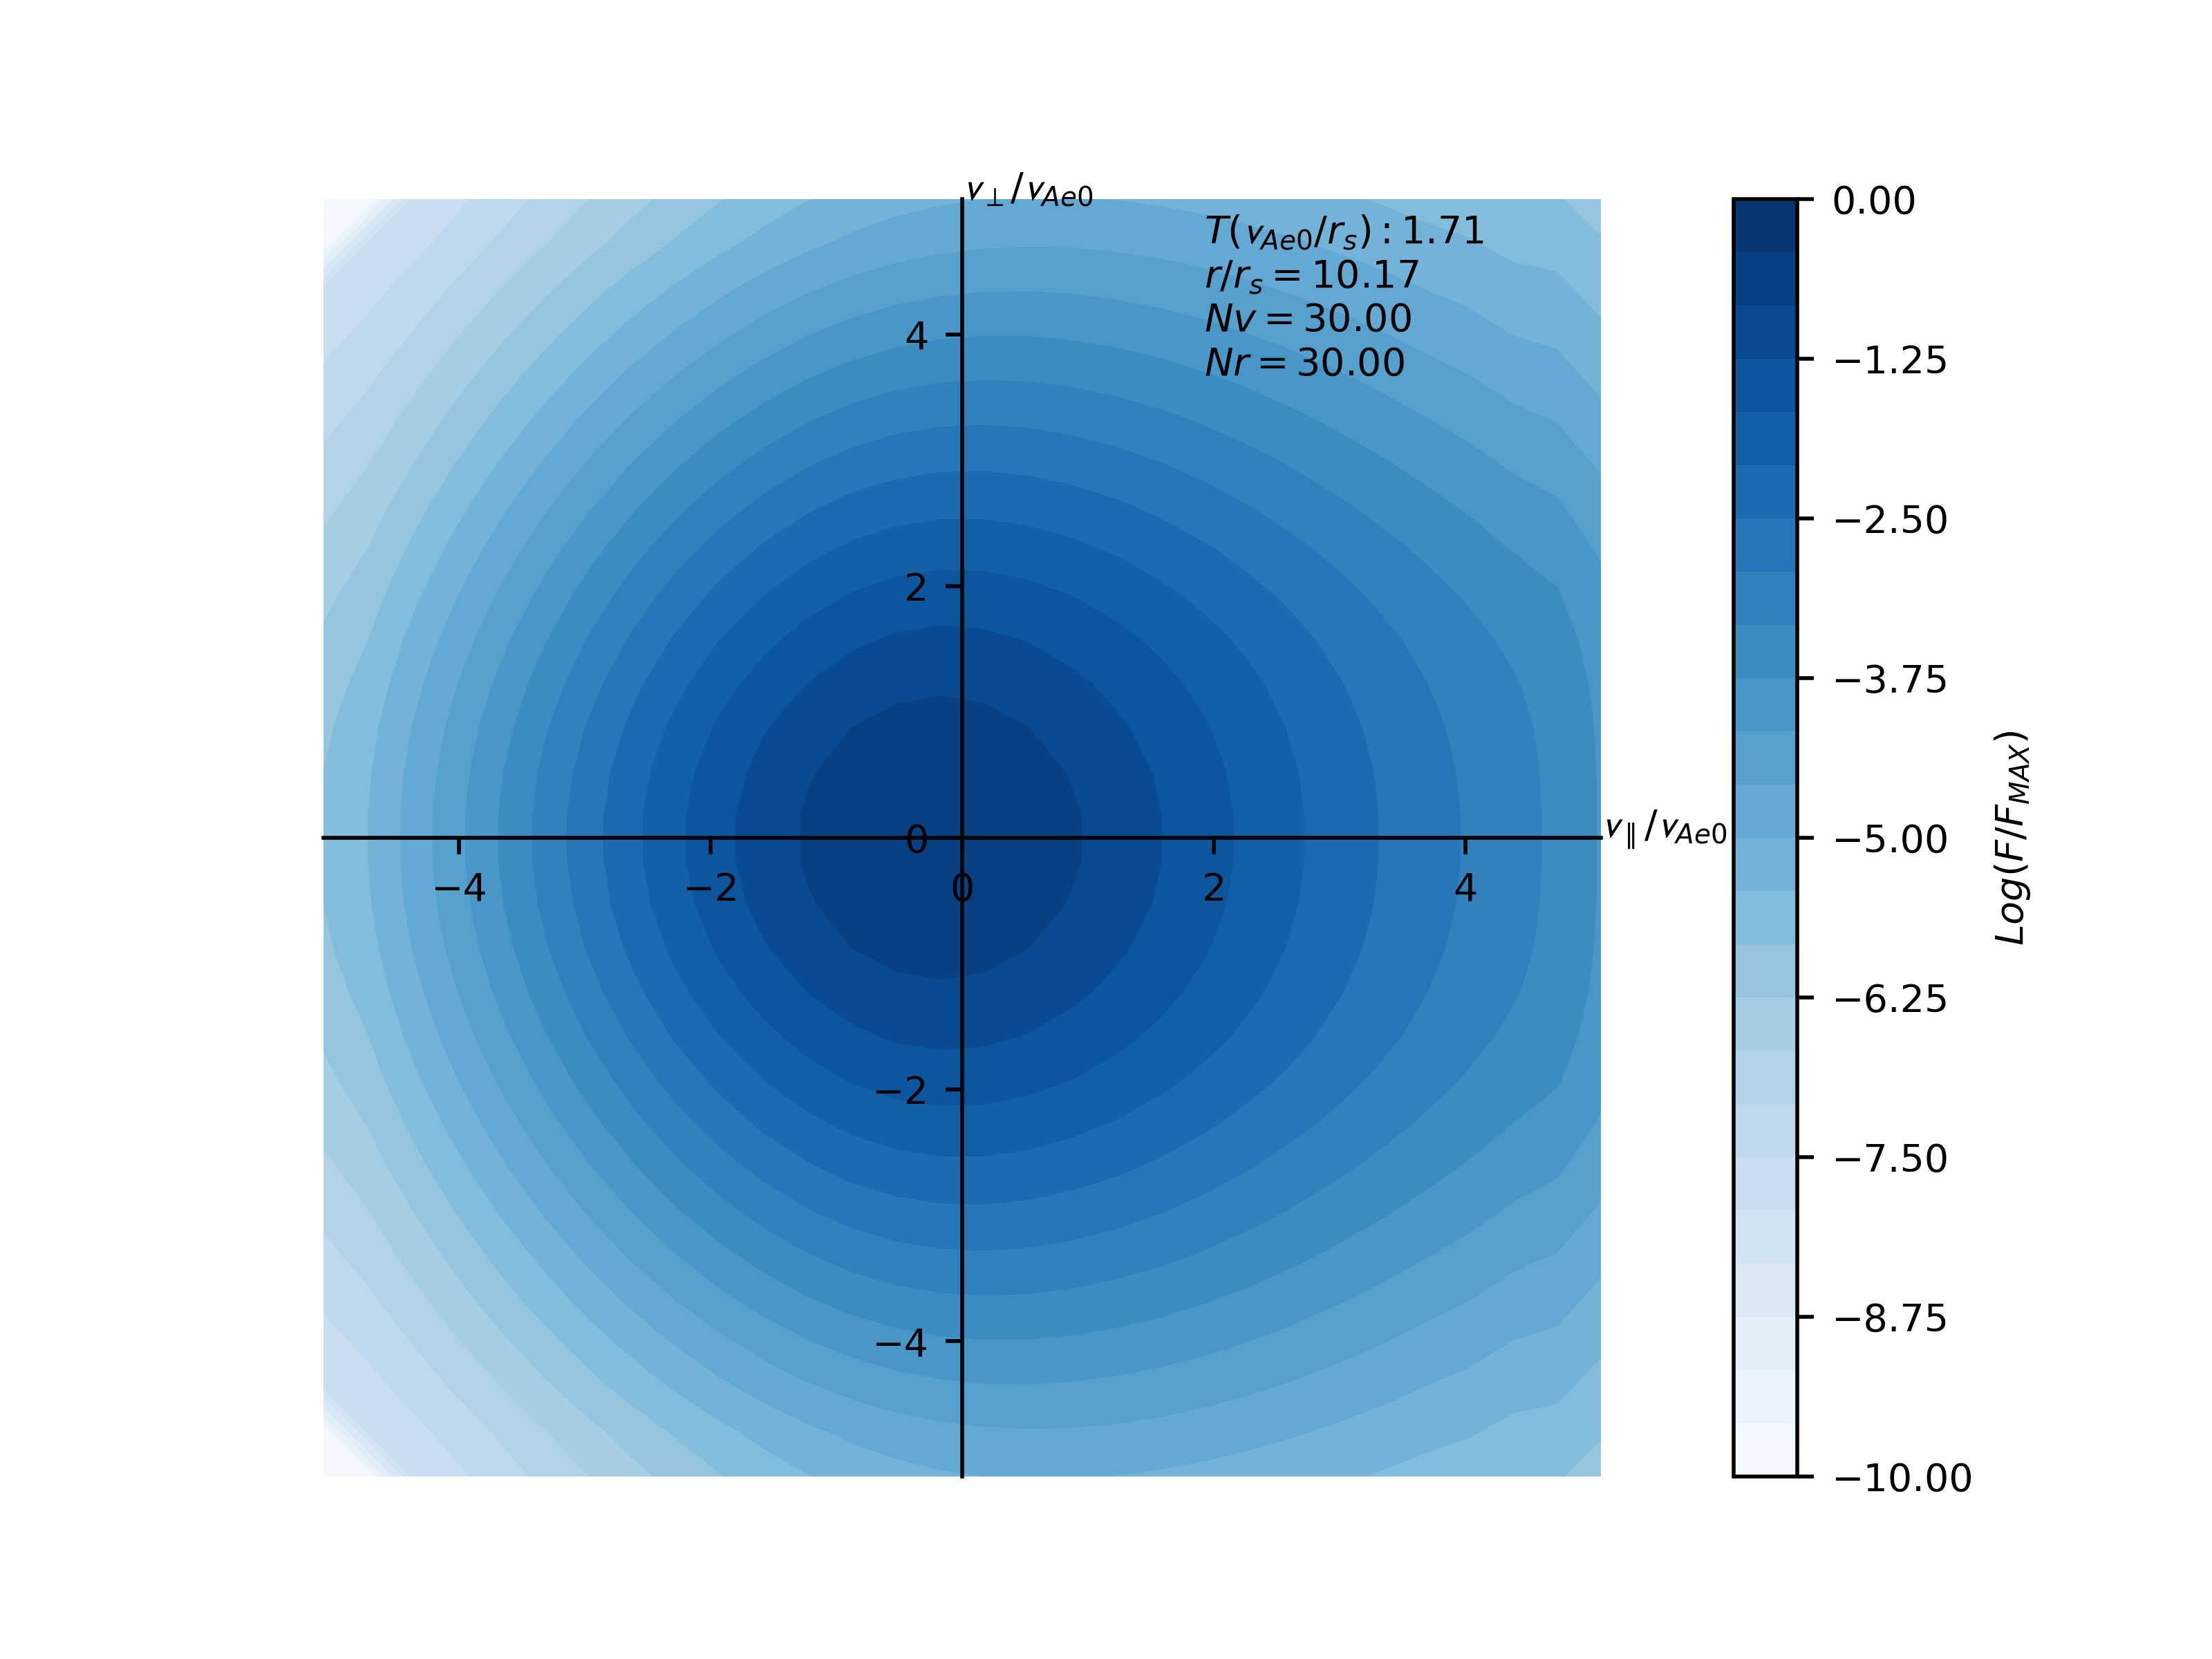 v⊥/vAe0
T(vAe0/rs) : 1.71
r/rs = 10.17
Nv = 30.00
Nr = 30.00
4
2
0
−2
−4
−4
−2
0
2
4
v∥/vAe0
0.00
−1.25
−2.50
−3.75
−5.00
−6.25
−7.50
−8.75
−10.00
Log(F/FMAX)